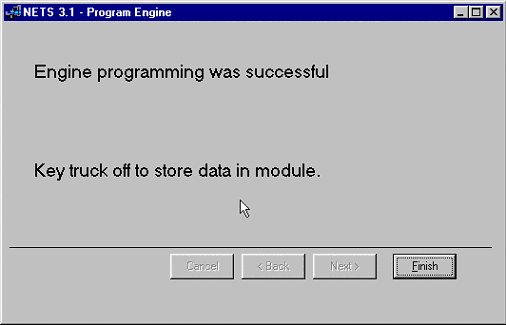 NETS 3.1 - Program Engine
Engine programming was successful
Key truck off to store data in module.
Cancel
< Back
Next >
Finish